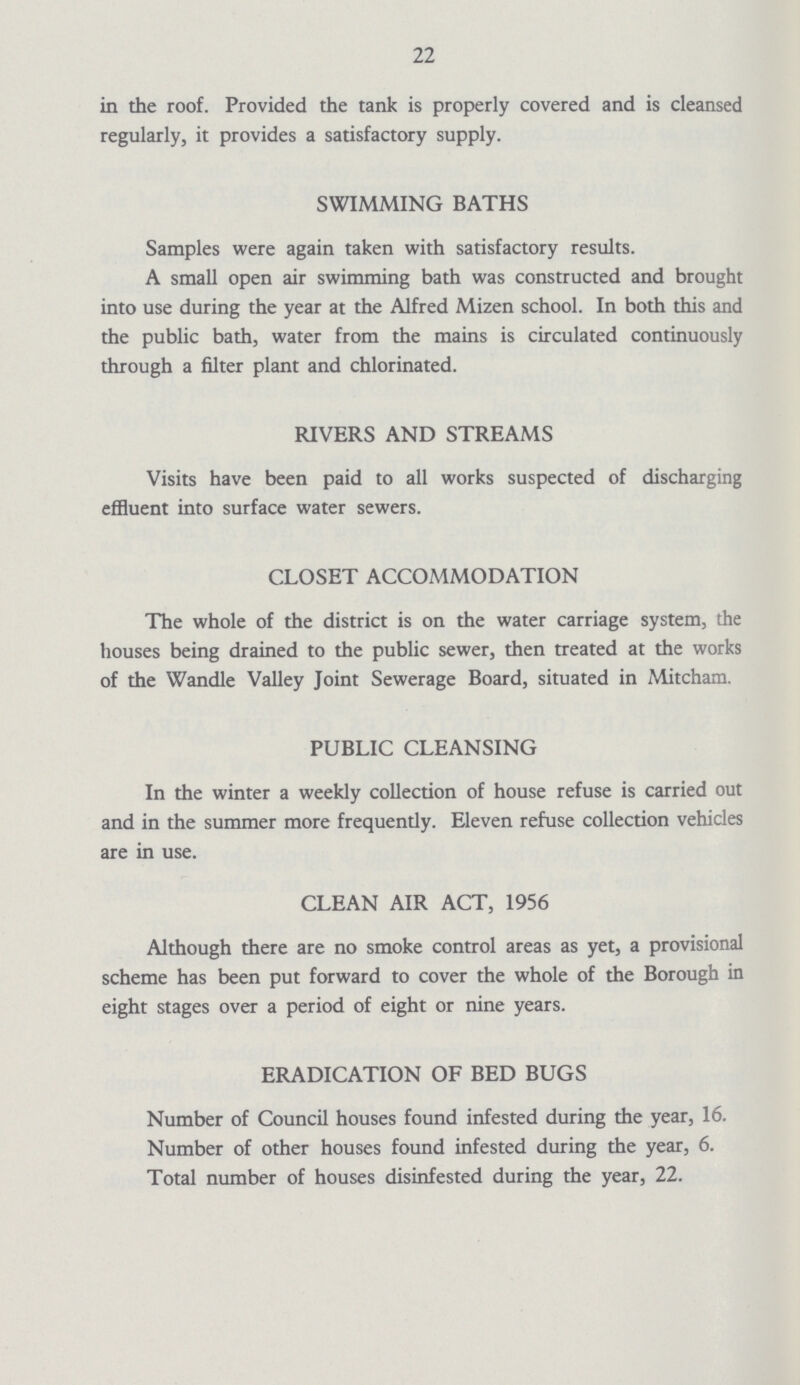 22
in the roof. Provided the tank is properly covered and is cleansed
regularly, it provides a satisfactory supply.
SWIMMING BATHS
Samples were again taken with satisfactory results.
A small open air swimming bath was constructed and brought
into use during the year at the Alfred Mizen school. In both this and
the public bath, water from the mains is circulated continuously
through a filter plant and chlorinated.
RIVERS AND STREAMS
Visits have been paid to all works suspected of discharging
effluent into surface water sewers.
CLOSET ACCOMMODATION
The whole of the district is on the water carriage system, the
houses being drained to the public sewer, then treated at the works
of the Wandle Valley Joint Sewerage Board, situated in Mitcham.
PUBLIC CLEANSING
In the winter a weekly collection of house refuse is carried out
and in the summer more frequently. Eleven refuse collection vehicles
are in use.
CLEAN AIR ACT, 1956
Although there are no smoke control areas as yet, a provisional
scheme has been put forward to cover the whole of the Borough in
eight stages over a period of eight or nine years.
ERADICATION OF BED BUGS
Number of Council houses found infested during the year, 16.
Number of other houses found infested during the year, 6.
Total number of houses disinfested during the year, 22.